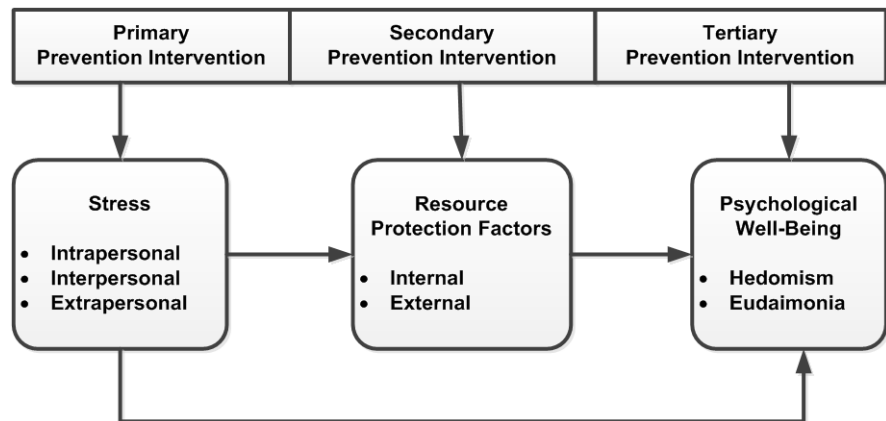 Primary
Prevention Intervention
Secondary
Prevention Intervention
Tertiary
Prevention Intervention
Stress
• Intrapersonal
• Interpersonal
• Extrapersonal
Resource
Protection Factors
• Internal
• External
Psychological
Well-Being
• Hedomism
• Eudaimonia